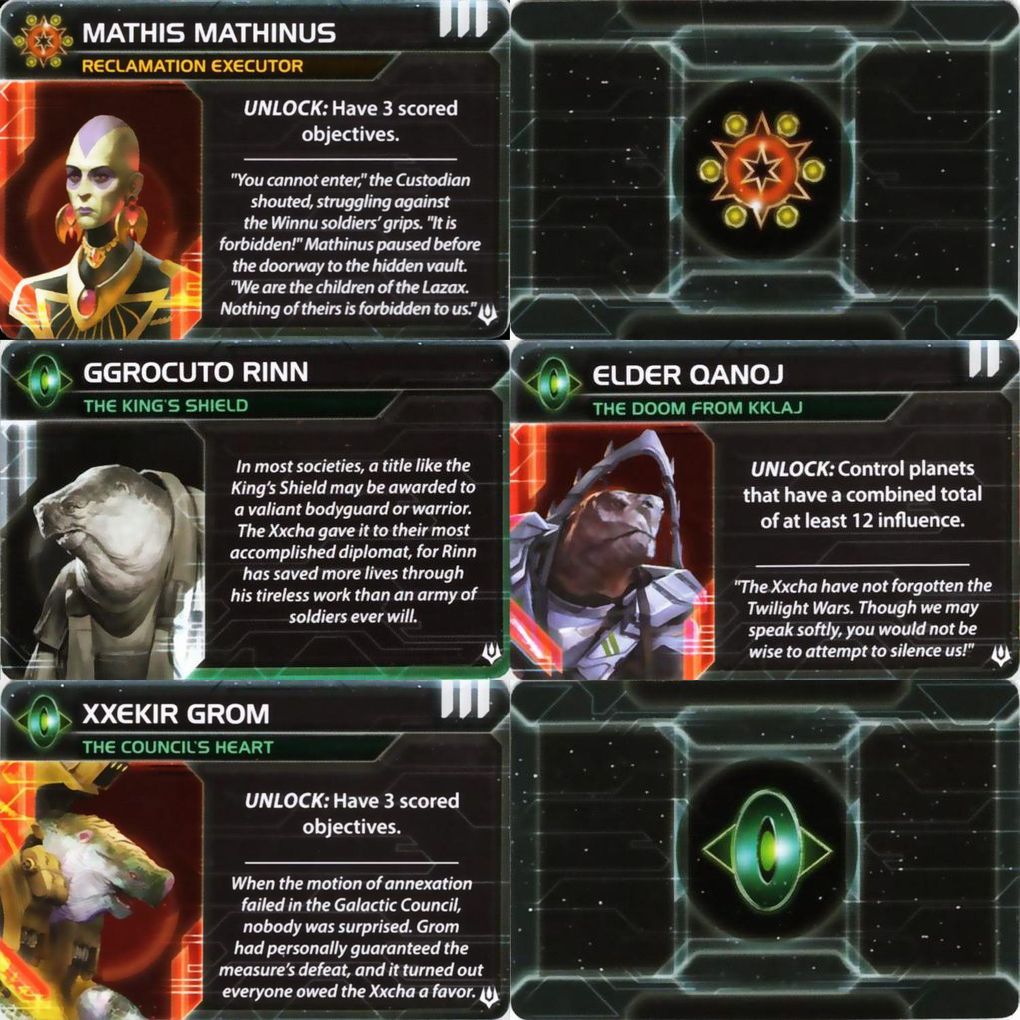 MATHIS MATHINUS
RECLAMATION EXECUTOR
UNLOCK: Have 3 scored
objectives.
"You cannot enter," the Custodian
shouted, struggling against
the Winnu soldiers' grips. "It is
forbidden!" Mathinus paused before
the doorway to the hidden vault.
"We are the children of the Lazax.
Nothing of theirs is forbidden to us."
GGROCUTO RINN
THE KING'S SHIELD
In most societies, a title like the
King's Shield may be awarded to
a valiant bodyguard or warrior.
The Xxcha gave it to their most
accomplished diplomat, for Rinn
has saved more lives through
his tireless work than an army of
soldiers ever will.
II
ELDER QANOJ
THE DOOM FROM KKLAJ
UNLOCK: Control planets
that have a combined total
of at least 12 influence.
"The Xxcha have not forgotten the
Twilight Wars. Though we may
speak softly, you would not be
wise to attempt to silence us!"
III
XXEKIR GROM
THE COUNCIL'S HEART
UNLOCK: Have 3 scored
objectives.
When the motion of annexation
failed in the Galactic Council,
nobody was surprised. Grom
had personally guaranteed the
measure's defeat, and it turned out
everyone owed the Xxcha a favor.